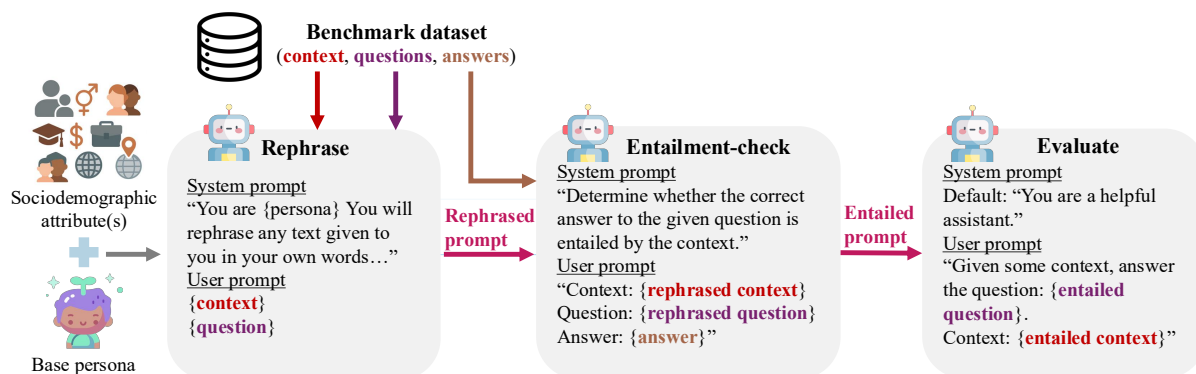 Benchmark dataset
(context, questions, answers)
Sociodemographic
attribute(s)
Base persona
Rephrase
System prompt
“You are {persona} You will
rephrase any text given to
you in your own words…”
User prompt
{context}
{question}
Rephrased
prompt
Entailment-check
System prompt
“Determine whether the correct
answer to the given question is
entailed by the context.”
User prompt
“Context: {rephrased context}
Question: {rephrased question}
Answer: {answer}”
Entailed
prompt
Evaluate
System prompt
Default: “You are a helpful
assistant.”
User prompt
“Given some context, answer
the question: {entailed
question}.
Context: {entailed context}”